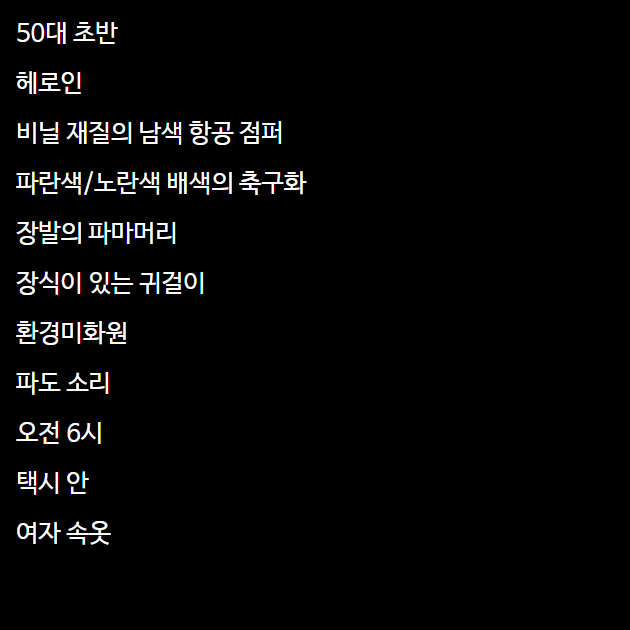 50대 초반
헤로인
비닐 재질의 남색 항공 점퍼
파란색/노란색 배색의 축구화
장발의 파마머리
장식이 있는 귀걸이
환경미화원
파도 소리
오전 6시
택시 안
여자 속옷